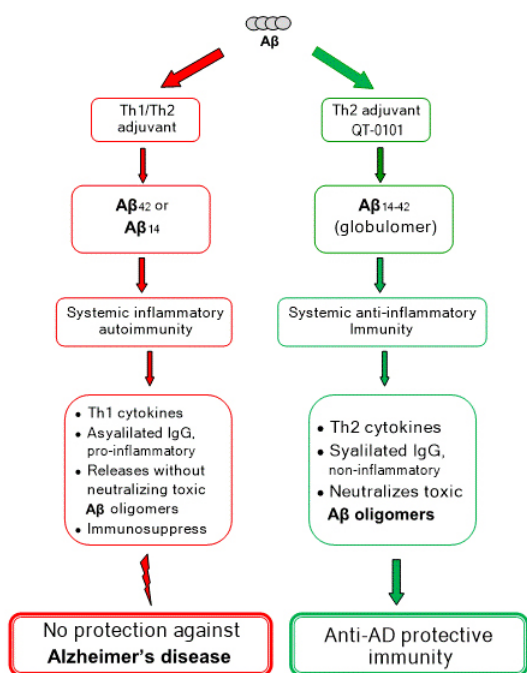 Aβ
Th1/Th2
adjuvant
Aβ42 or
Aβ14
Systemic inflammatory
autoimmunity
• Th1 cytokines
• Asyalilated IgG,
pro-inflammatory
• Releases without
neutralizing toxic
Aβ oligomers
• Immunosuppress
No protection against
Alzheimer's disease
Th2 adjuvant
QT-0101
Aβ14-42
(globulomer)
Systemic anti-inflammatory
Immunity
• Th2 cytokines
• Syalilated IgG,
non-inflammatory
• Neutralizes toxic
Aβ oligomers
Anti-AD protective
immunity